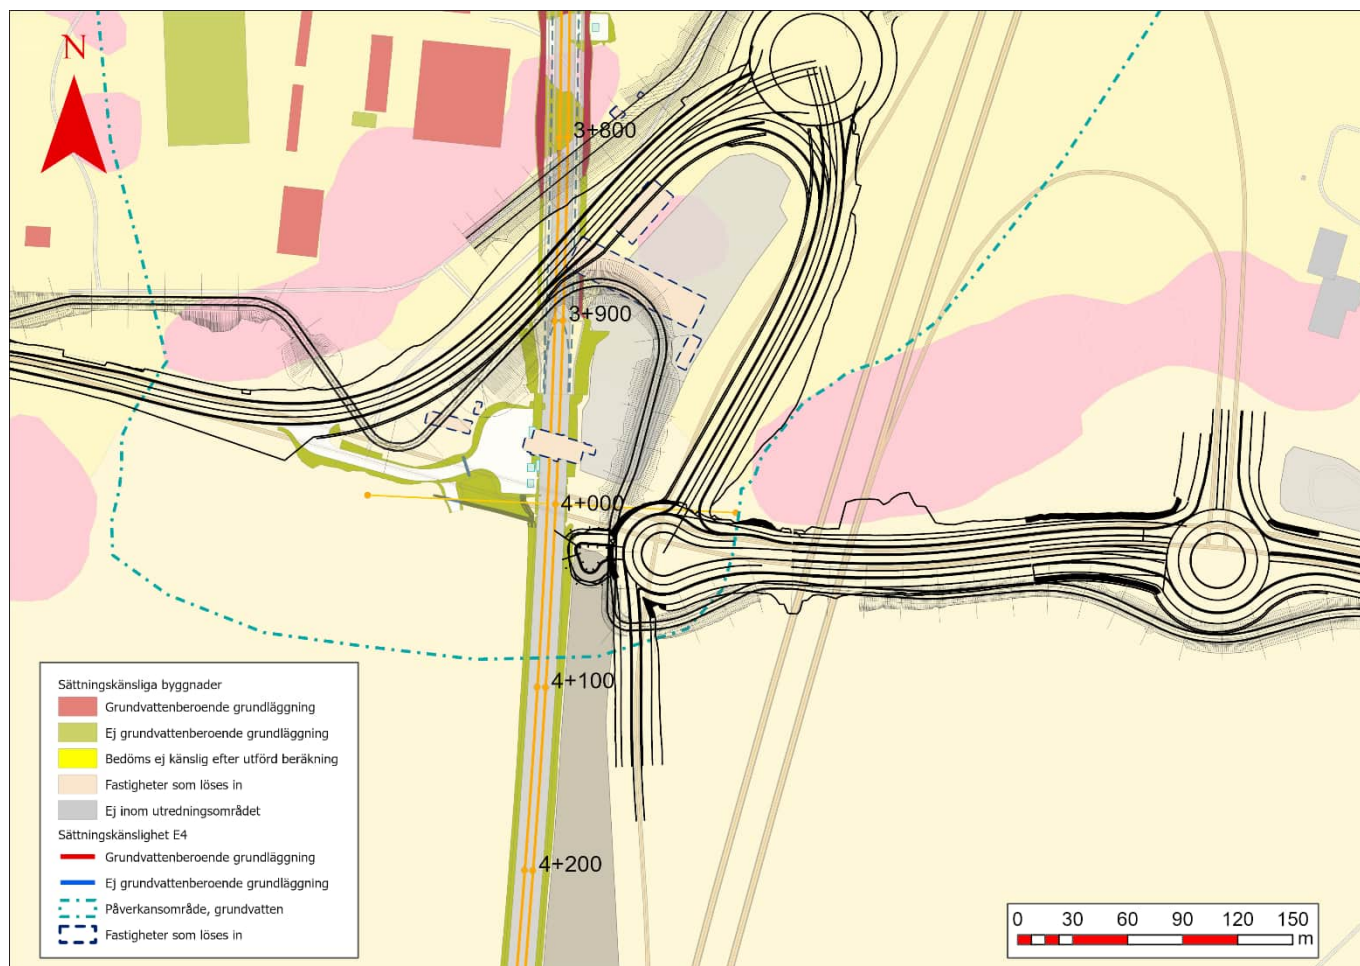 N
3+800
3+900
4+000
4+100
4+200
Sättningskänsliga byggnader
Grundvattenberoende grundläggning
Ej grundvattenberoende grundläggning
Bedöms ej känslig efter utförd beräkning
Fastigheter som löses in
Ej inom utredningsområdet
Sättningskänslighet E4
Grundvattenberoende grundläggning
Ej grundvattenberoende grundläggning
Påverkansområde, grundvatten
Fastigheter som löses in
0 30 60 90 120 150
m